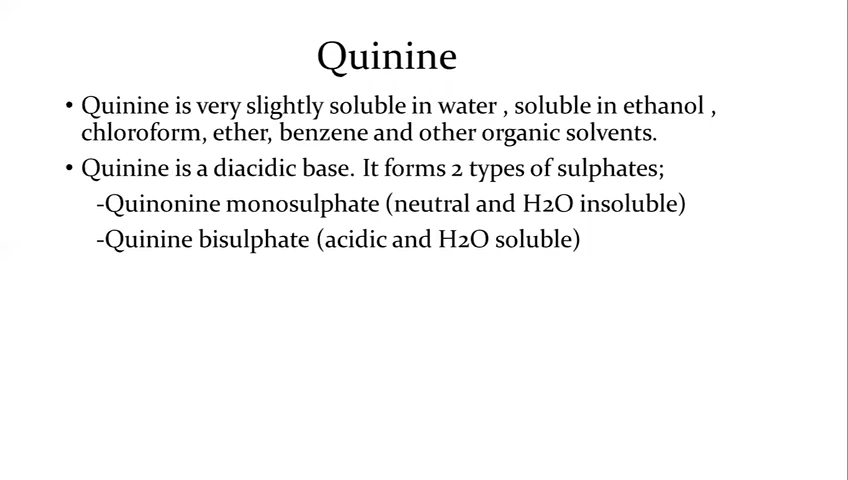 Quinine
• Quinine is very slightly soluble in water , soluble in ethanol ,
chloroform, ether, benzene and other organic solvents.
• Quinine is a diacidic base. It forms 2 types of sulphates;
-Quinonine monosulphate (neutral and H2O insoluble)
-Quinine bisulphate (acidic and H2O soluble)